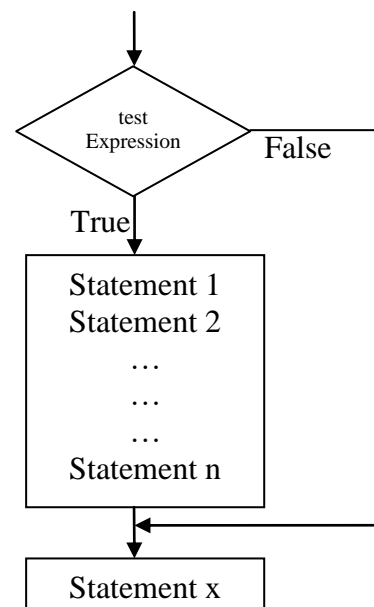 test
Expression
False
True
Statement 1
Statement 2
…
…
…
Statement n
Statement x